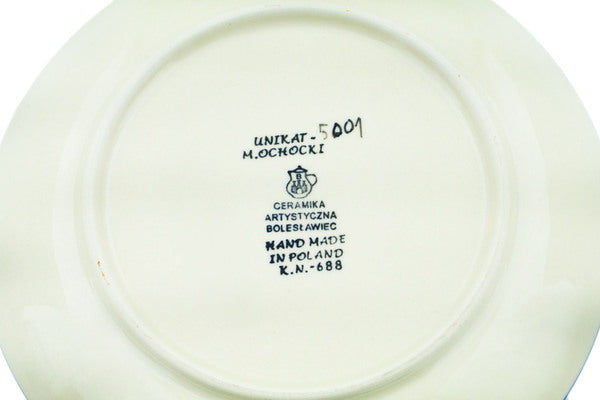 UNIKAT - 5001
M.OCHOCKI
B
CERAMIKA
ARTYSTYCZNA
BOLESŁAWIEC
HAND MADE
IN POLAND
K.N.-688